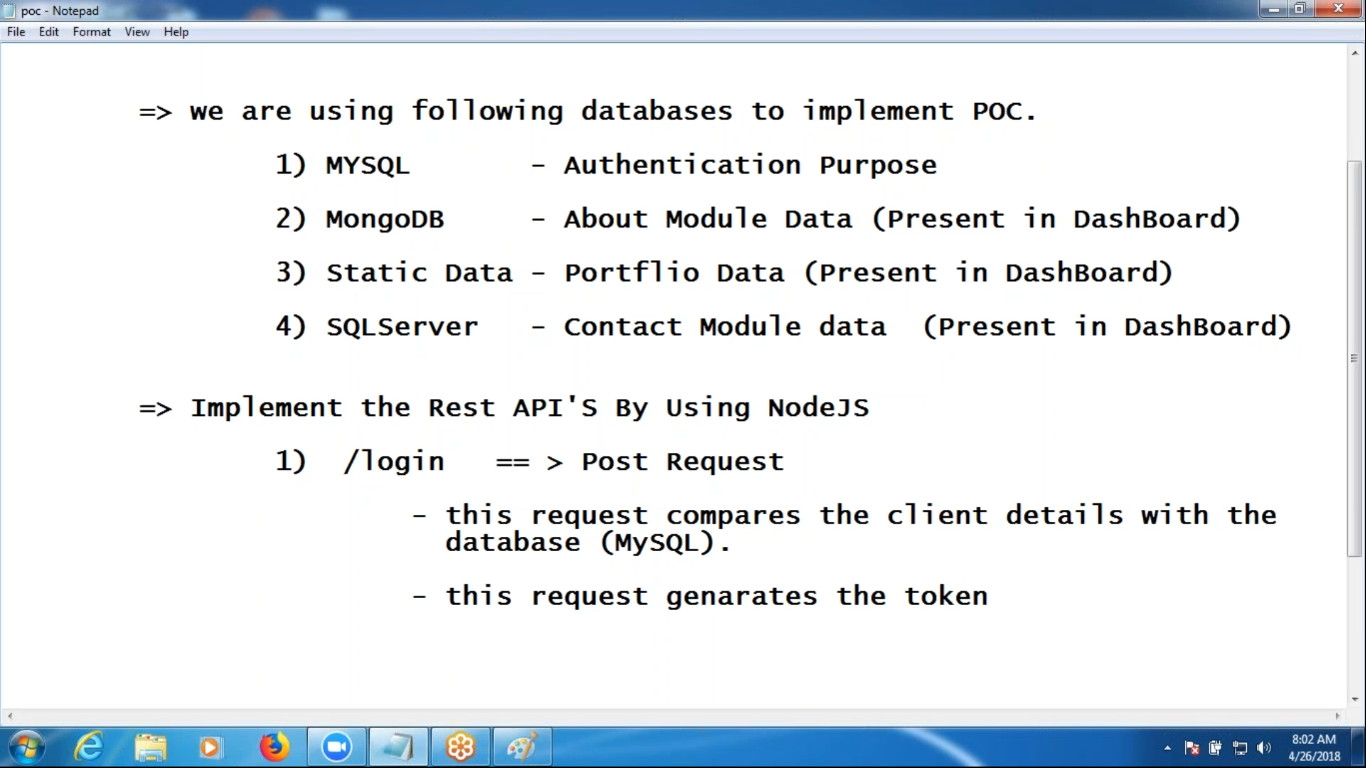 poc - Notepad
File Edit Format View Help
=> we are using following databases to implement POC.
1) MYSQL - Authentication Purpose
2) MongoDB - About Module Data (Present in DashBoard)
3) Static Data - Portflio Data (Present in DashBoard)
4) SQLServer - Contact Module data (Present in DashBoard)
=> Implement the Rest API'S By Using NodeJS
1) /login == > Post Request
- this request compares the client details with the
database (MySQL).
- this request genarates the token
8:02 AM
4/26/2018